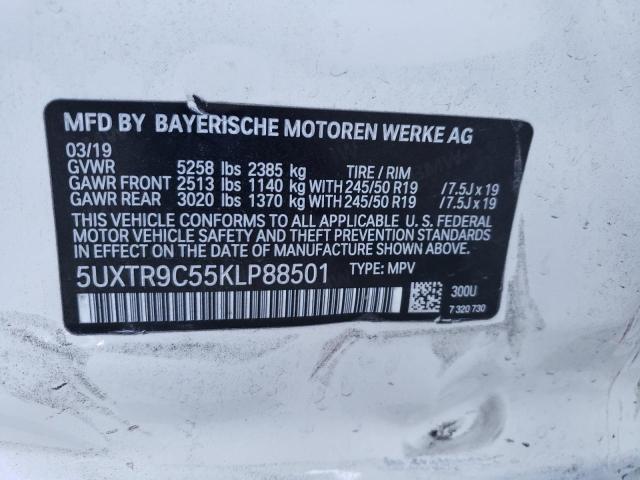 MFD BY BAYERISCHE MOTOREN WERKE AG
03/19
GVWR 5258 lbs 2385 kg TIRE / RIM
GAWR FRONT 2513 lbs 1140 kg WITH 245/50 R19 / 7.5J x 19
GAWR REAR 3020 lbs 1370 kg WITH 245/50 R19 / 7.5J x 19
THIS VEHICLE CONFORMS TO ALL APPLICABLE U. S. FEDERAL
MOTOR VEHICLE SAFETY AND THEFT PREVENTION STANDARDS
IN EFFECT ON THE DATE OF MANUFACTURE SHOWN ABOVE.
5UXTR9C55KLP88501 TYPE: MPV
300U
7 320 730